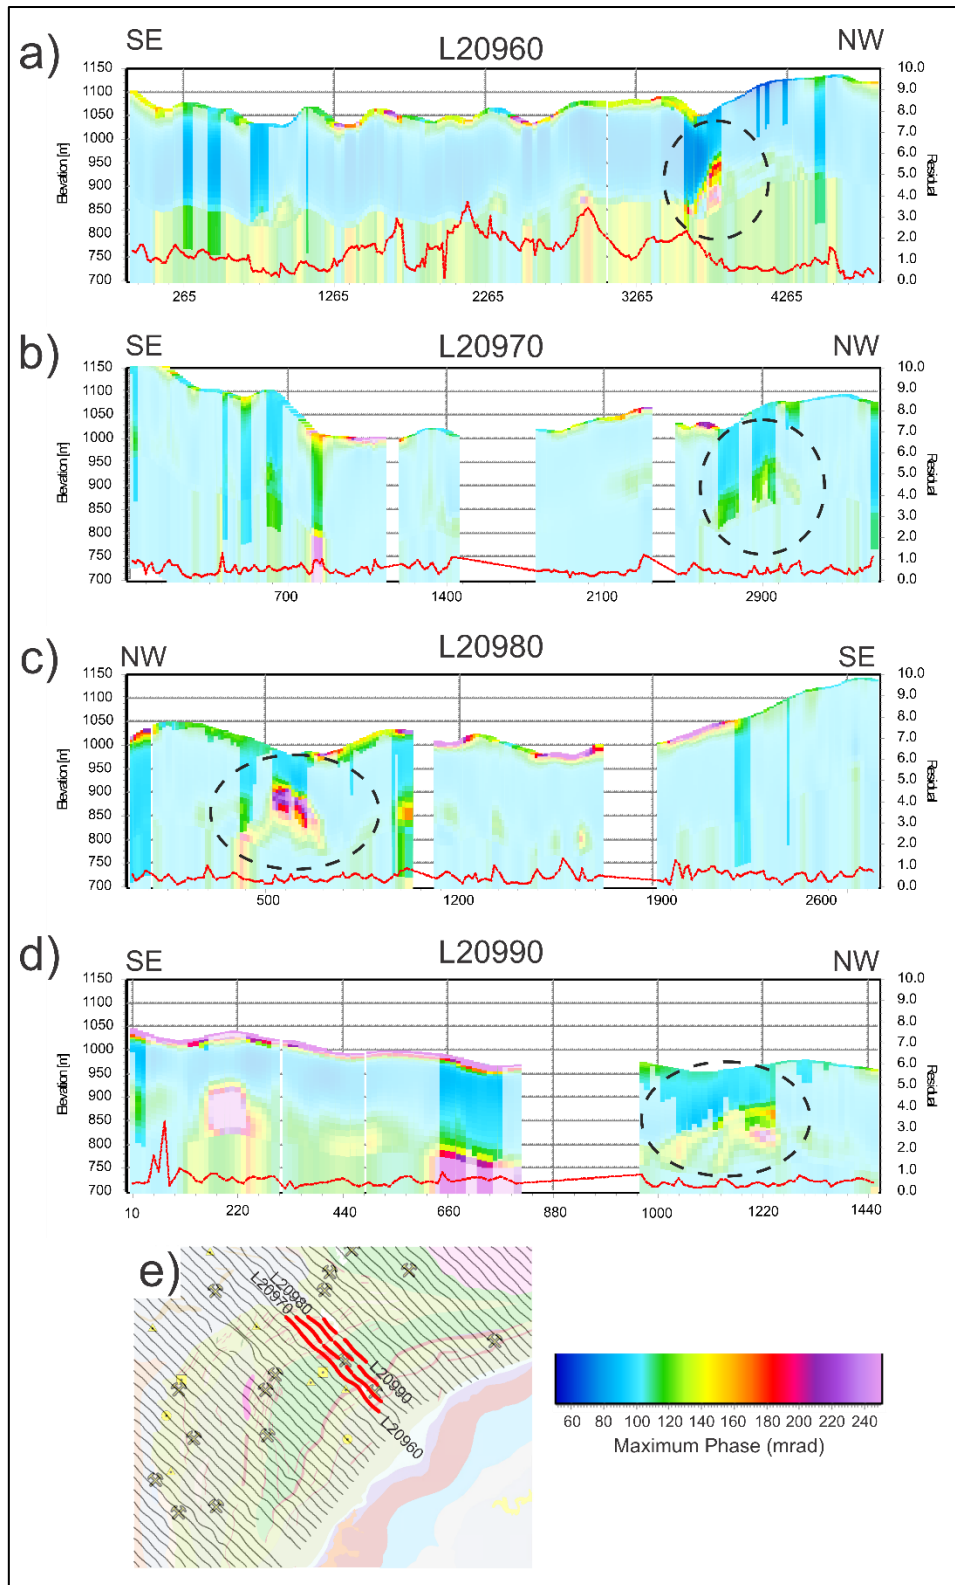 a) SE L20960 NW
1150 10.0
1100 9.0
1050 8.0
1000 7.0
950 6.0
900 5.0
850 4.0
800 3.0
750 2.0
700 1.0
0.0
Elevation [m] Residual
265 1265 2265 3265 4265
b) SE L20970 NW
1150 10.0
1100 9.0
1050 8.0
1000 7.0
950 6.0
900 5.0
850 4.0
800 3.0
750 2.0
700 1.0
0.0
Elevation [m] Residual
700 1400 2100 2900
c) NW L20980 SE
1150 10.0
1100 9.0
1050 8.0
1000 7.0
950 6.0
900 5.0
850 4.0
800 3.0
750 2.0
700 1.0
0.0
Elevation [m] Residual
500 1200 1900 2600
d) SE L20990 NW
1150 10.0
1100 9.0
1050 8.0
1000 7.0
950 6.0
900 5.0
850 4.0
800 3.0
750 2.0
700 1.0
0.0
Elevation [m] Residual
10 220 440 660 880 1000 1220 1440
e)
L20980
L20970
L20990
L20960
60 80 100 120 140 160 180 200 220 240
Maximum Phase (mrad)